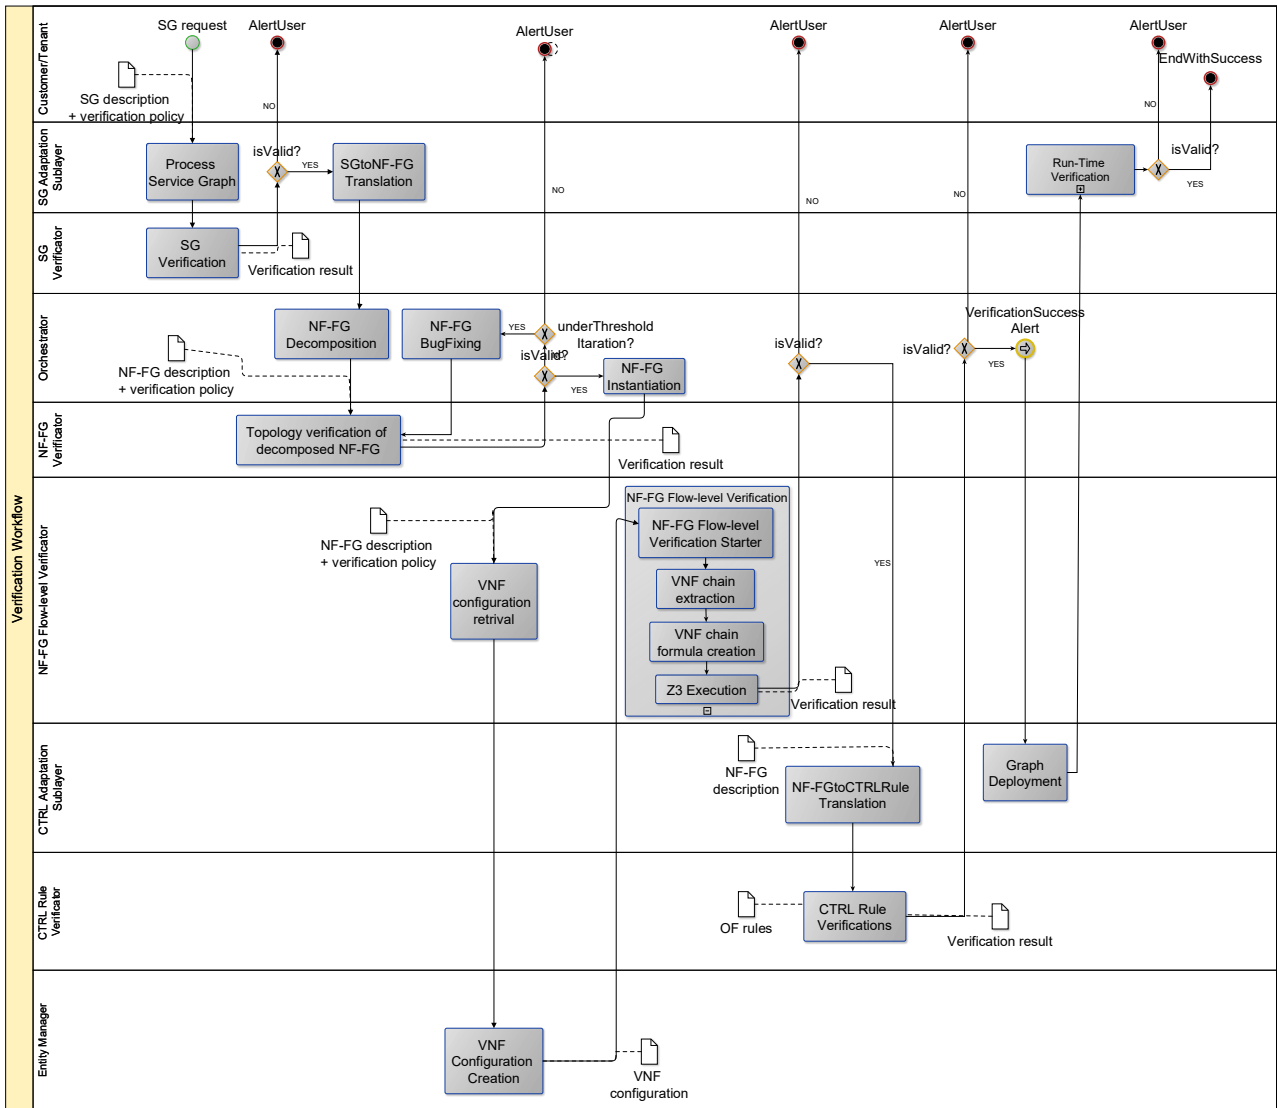 Verification Workflow
Customer/Tenant
SG request
AlertUser
AlertUser
AlertUser
AlertUser
AlertUser
EndWithSuccess
SG description
+ verification policy
NO
NO
SG Adaptation
Sublayer
Process
Service Graph
isValid?
YES
SGtoNF-FG
Translation
NO
NO
NO
Run-Time
Verification
isValid?
YES
SG
Verificator
SG
Verification
Verification result
Orchestrator
NF-FG
Decomposition
NF-FG
BugFixing
YES
underThreshold
Itaration?
isValid?
YES
NF-FG
Instantiation
NF-FG description
+ verification policy
isValid?
isValid?
YES
VerificationSuccess
Alert
NF-FG
Verificator
Topology verification of
decomposed NF-FG
Verification result
NF-FG Flow-level Verificator
NF-FG description
+ verification policy
VNF
configuration
retrival
NF-FG Flow-level Verification
NF-FG Flow-level
Verification Starter
VNF chain
extraction
VNF chain
formula creation
Z3 Execution
Verification result
YES
CTRL Adaptation
Sublayer
NF-FG
description
NF-FGtoCTRLRule
Translation
Graph
Deployment
CTRL Rule
Verificator
OF rules
CTRL Rule
Verifications
Verification result
Entity Manager
VNF
Configuration
Creation
VNF
configuration